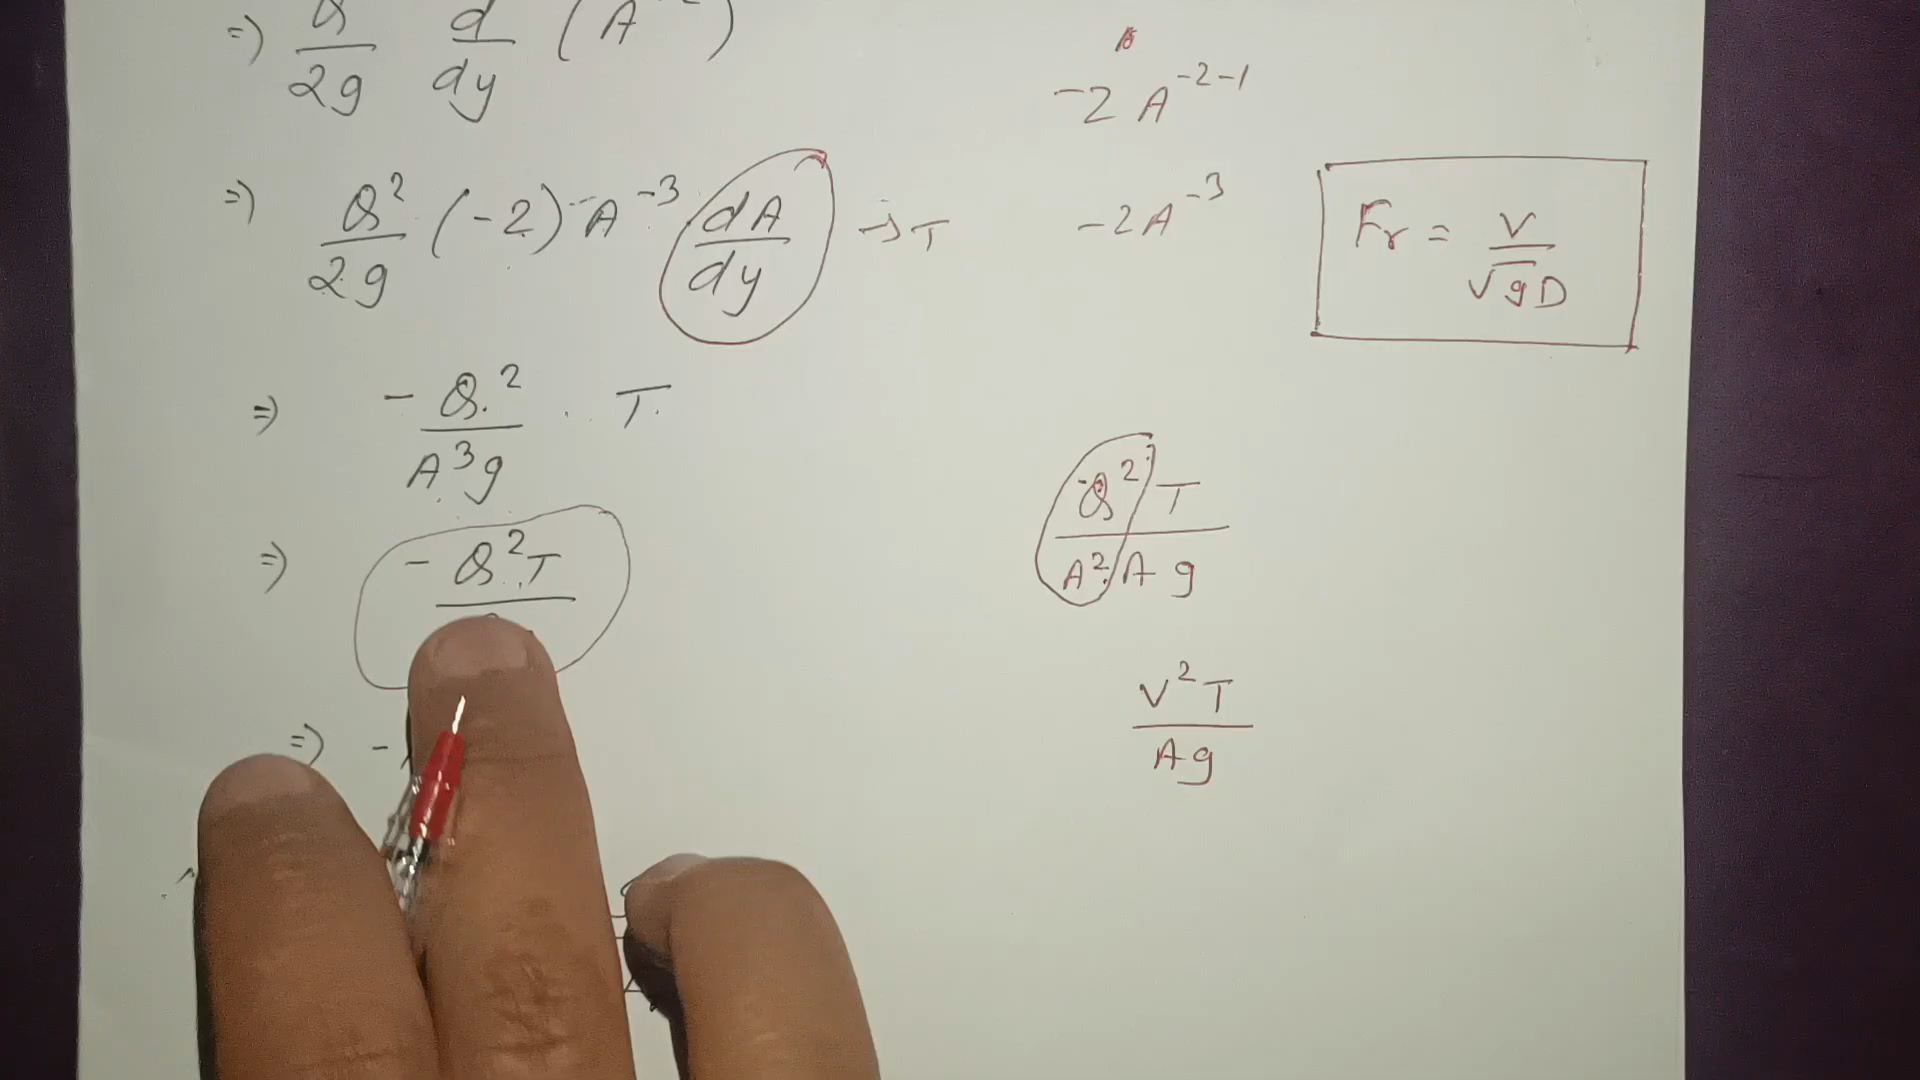 => Q/2g d/dy (A )
=> Q²/2g (-2) A⁻³ dA/dy → T
=> -Q²/A³g . T
=> -Q²T/
=> -
-2 A⁻²⁻¹
-2A⁻³
Fr = V/√gD
Q²T/A²Ag
V²T/Ag